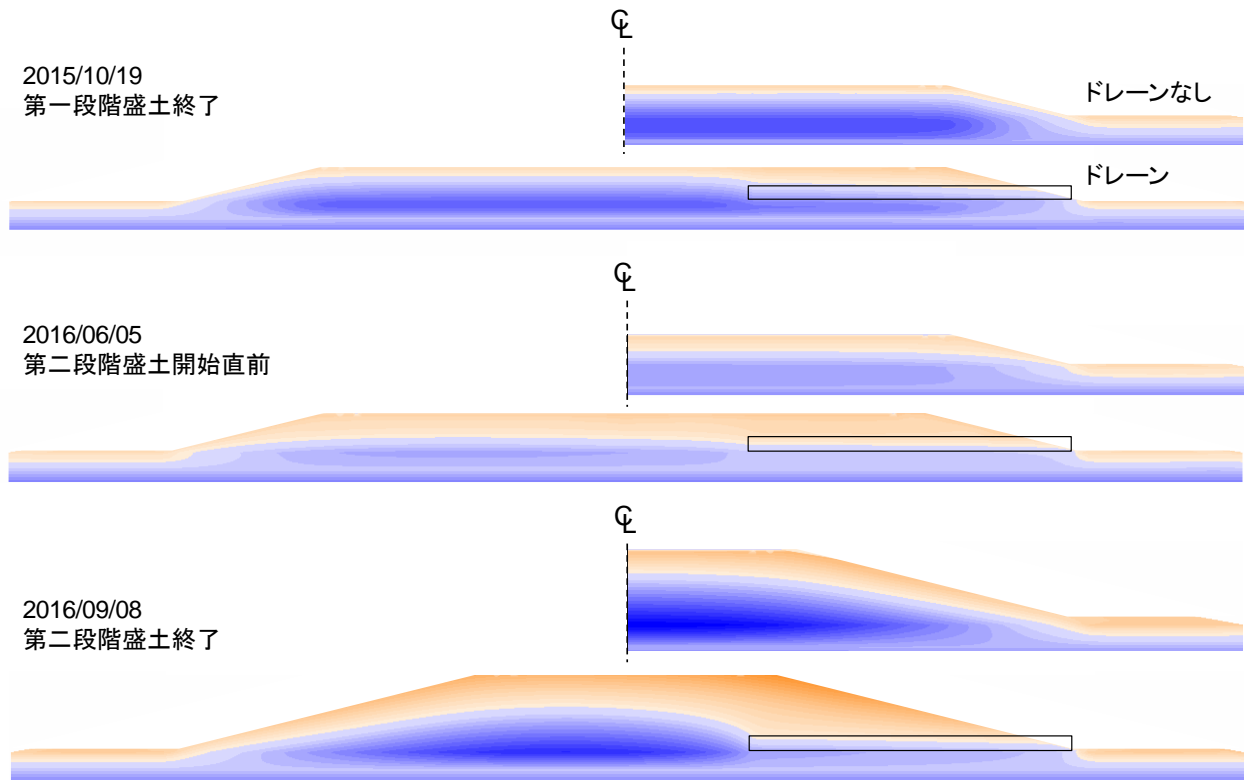 ℄
2015/10/19
第一段階盛土終了
ドレーンなし
ドレーン
℄
2016/06/05
第二段階盛土開始直前
℄
2016/09/08
第二段階盛土終了